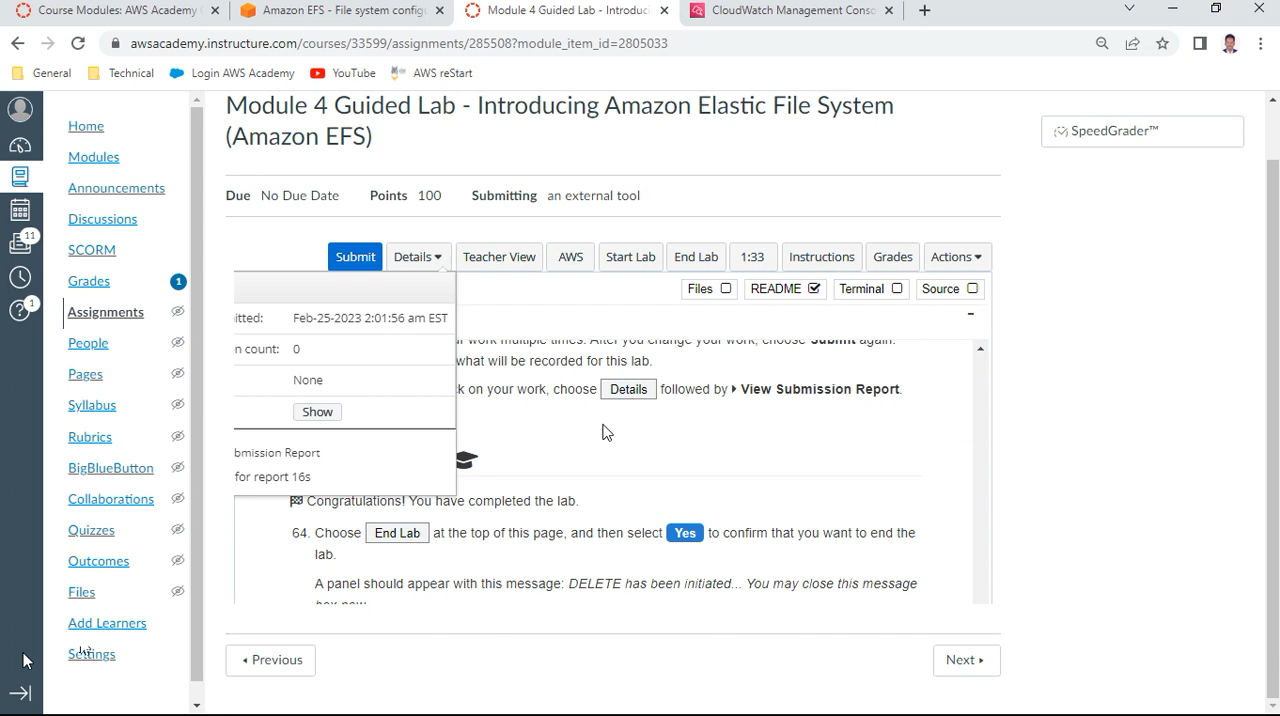 Course Modules: AWS Academy
Amazon EFS - File system config
Module 4 Guided Lab - Introduci
CloudWatch Management Conso
awsacademy.instructure.com/courses/33599/assignments/285508?module_item_id=2805033
General
Technical
Login AWS Academy
YouTube
AWS reStart
11
1
Home
Modules
Announcements
Discussions
SCORM
Grades 1
Assignments
People
Pages
Syllabus
Rubrics
BigBlueButton
Collaborations
Quizzes
Outcomes
Files
Add Learners
Settings
Module 4 Guided Lab - Introducing Amazon Elastic File System
(Amazon EFS)
SpeedGrader™
Due No Due Date Points 100 Submitting an external tool
Submit Details Teacher View AWS Start Lab End Lab 1:33 Instructions Grades Actions
Files README Terminal Source
itted: Feb-25-2023 2:01:56 am EST
n count: 0
None
Show
bmission Report
for report 16s
ur work multiple times. After you change your work, choose Submit again.
what will be recorded for this lab.
k on your work, choose Details followed by View Submission Report.
Congratulations! You have completed the lab.
64. Choose End Lab at the top of this page, and then select Yes to confirm that you want to end the
lab.
A panel should appear with this message: DELETE has been initiated... You may close this message
box now.
Previous
Next